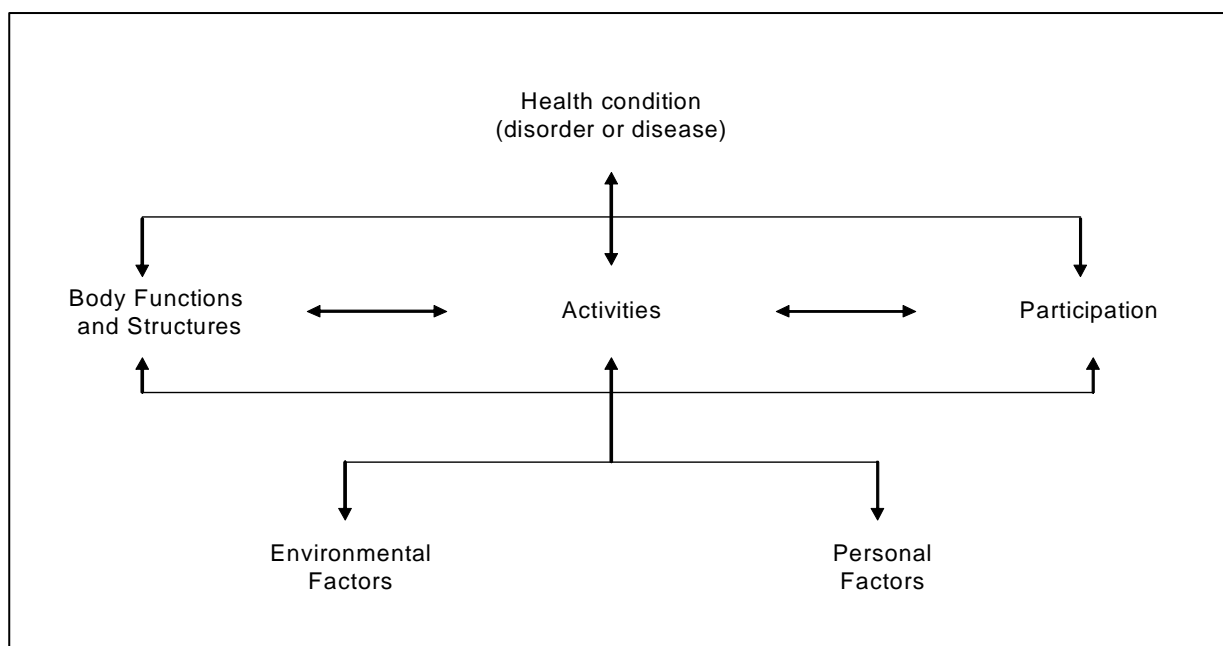 Health condition
(disorder or disease)
Body Functions
and Structures
Activities
Participation
Environmental
Factors
Personal
Factors